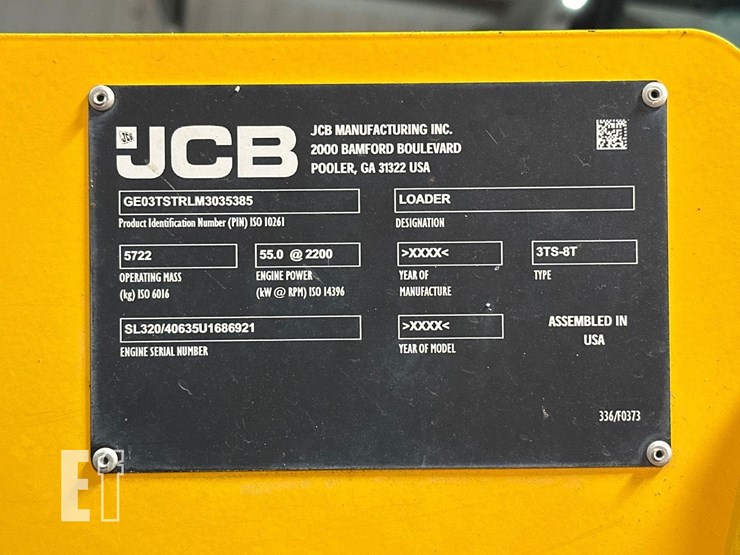 JCB
JCB MANUFACTURING INC.
2000 BAMFORD BOULEVARD
POOLER, GA 31322 USA
GE03TSTRLM3035385
Product Identification Number (PIN) ISO 10261
LOADER
DESIGNATION
5722
OPERATING MASS
(kg) ISO 6016
55.0 @ 2200
ENGINE POWER
(kW @ RPM) ISO 14396
>XXXX<
YEAR OF
MANUFACTURE
3TS-8T
TYPE
SL320/40635U1686921
ENGINE SERIAL NUMBER
>XXXX<
YEAR OF MODEL
ASSEMBLED IN
USA
336/F0373